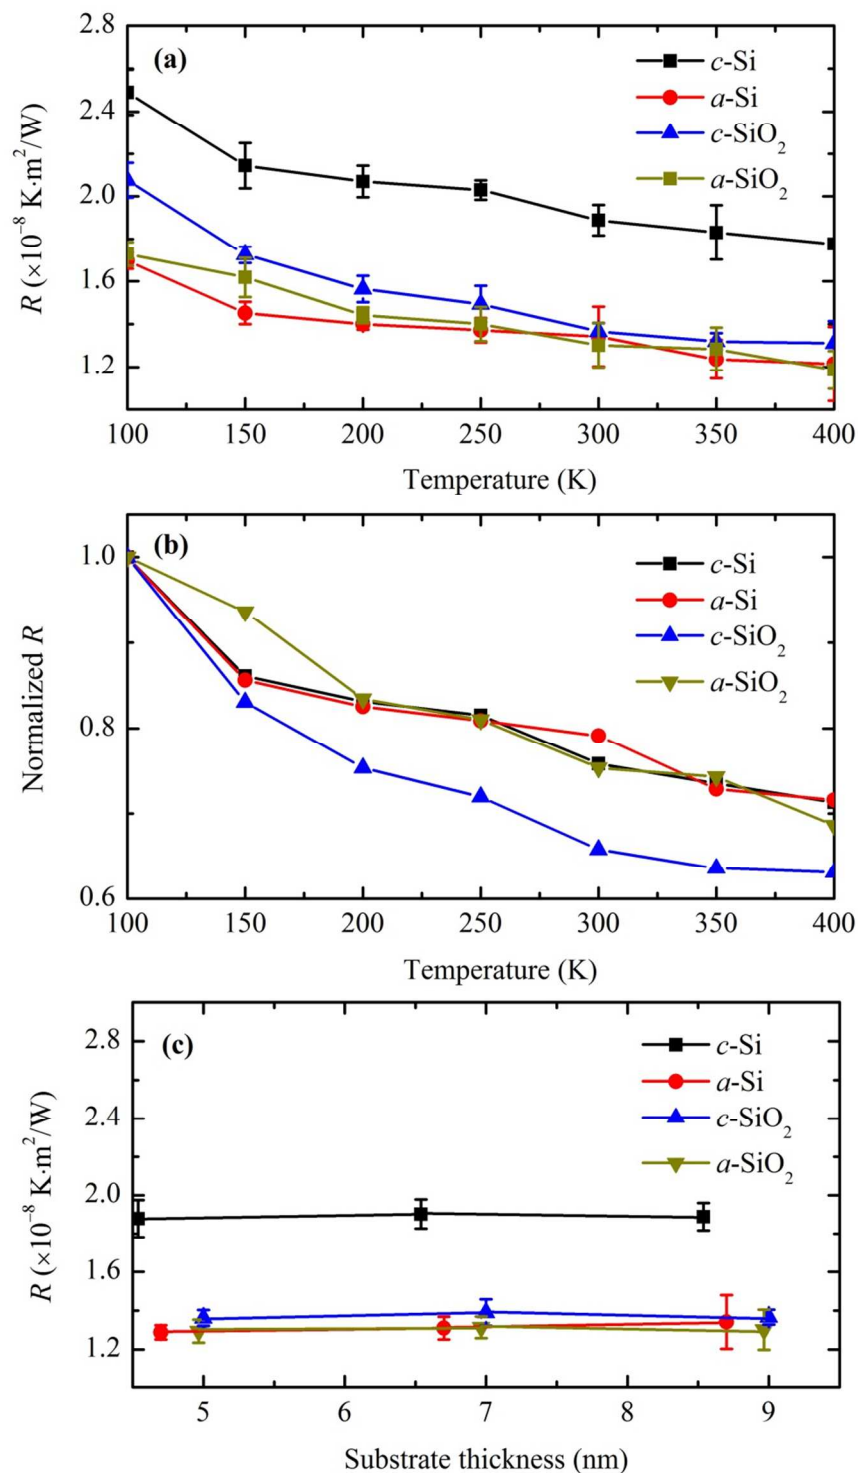 2.8
(a)
c-Si
a-Si
c-SiO₂
a-SiO₂
2.4
2.0
1.6
1.2
R (×10⁻⁸ K·m²/W)
100 150 200 250 300 350 400
Temperature (K)
(b)
c-Si
a-Si
c-SiO₂
a-SiO₂
1.0
0.8
0.6
Normalized R
100 150 200 250 300 350 400
Temperature (K)
(c)
c-Si
a-Si
c-SiO₂
a-SiO₂
2.8
2.4
2.0
1.6
1.2
R (×10⁻⁸ K·m²/W)
5 6 7 8 9
Substrate thickness (nm)